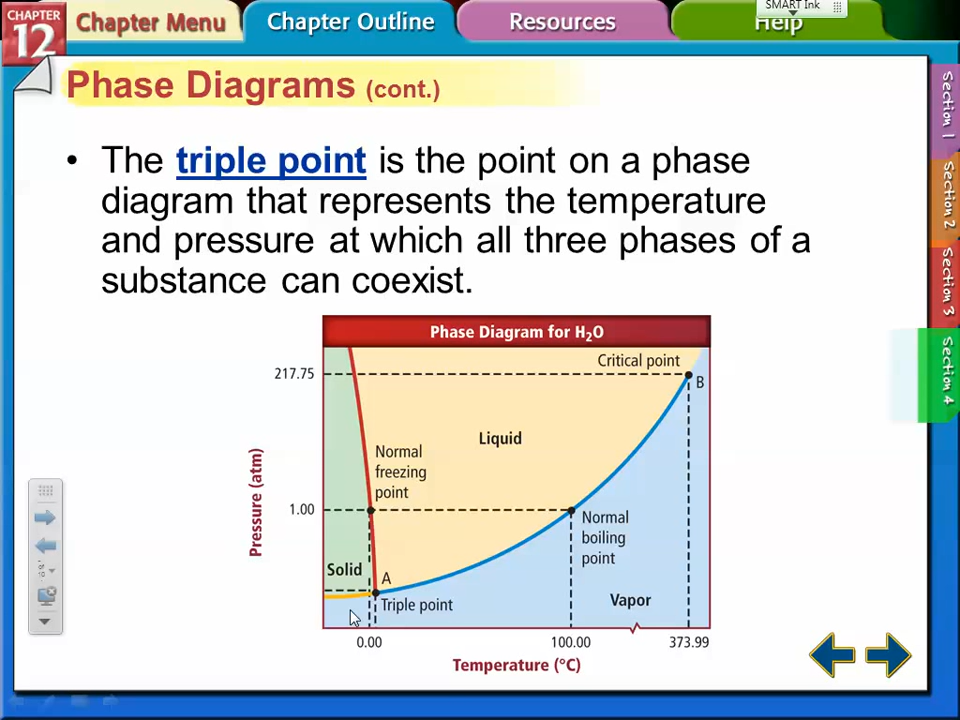 SMART Ink
CHAPTER
12
Chapter Menu
Chapter Outline
Resources
Help
Phase Diagrams (cont.)
• The triple point is the point on a phase
diagram that represents the temperature
and pressure at which all three phases of a
substance can coexist.
Section 1
Section 2
Section 3
Section 4
Phase Diagram for H₂O
Critical point
217.75
B
Liquid
Normal
freezing
point
Pressure (atm)
1.00
Normal
boiling
point
Solid
A
Triple point
Vapor
0.00
100.00
373.99
Temperature (°C)